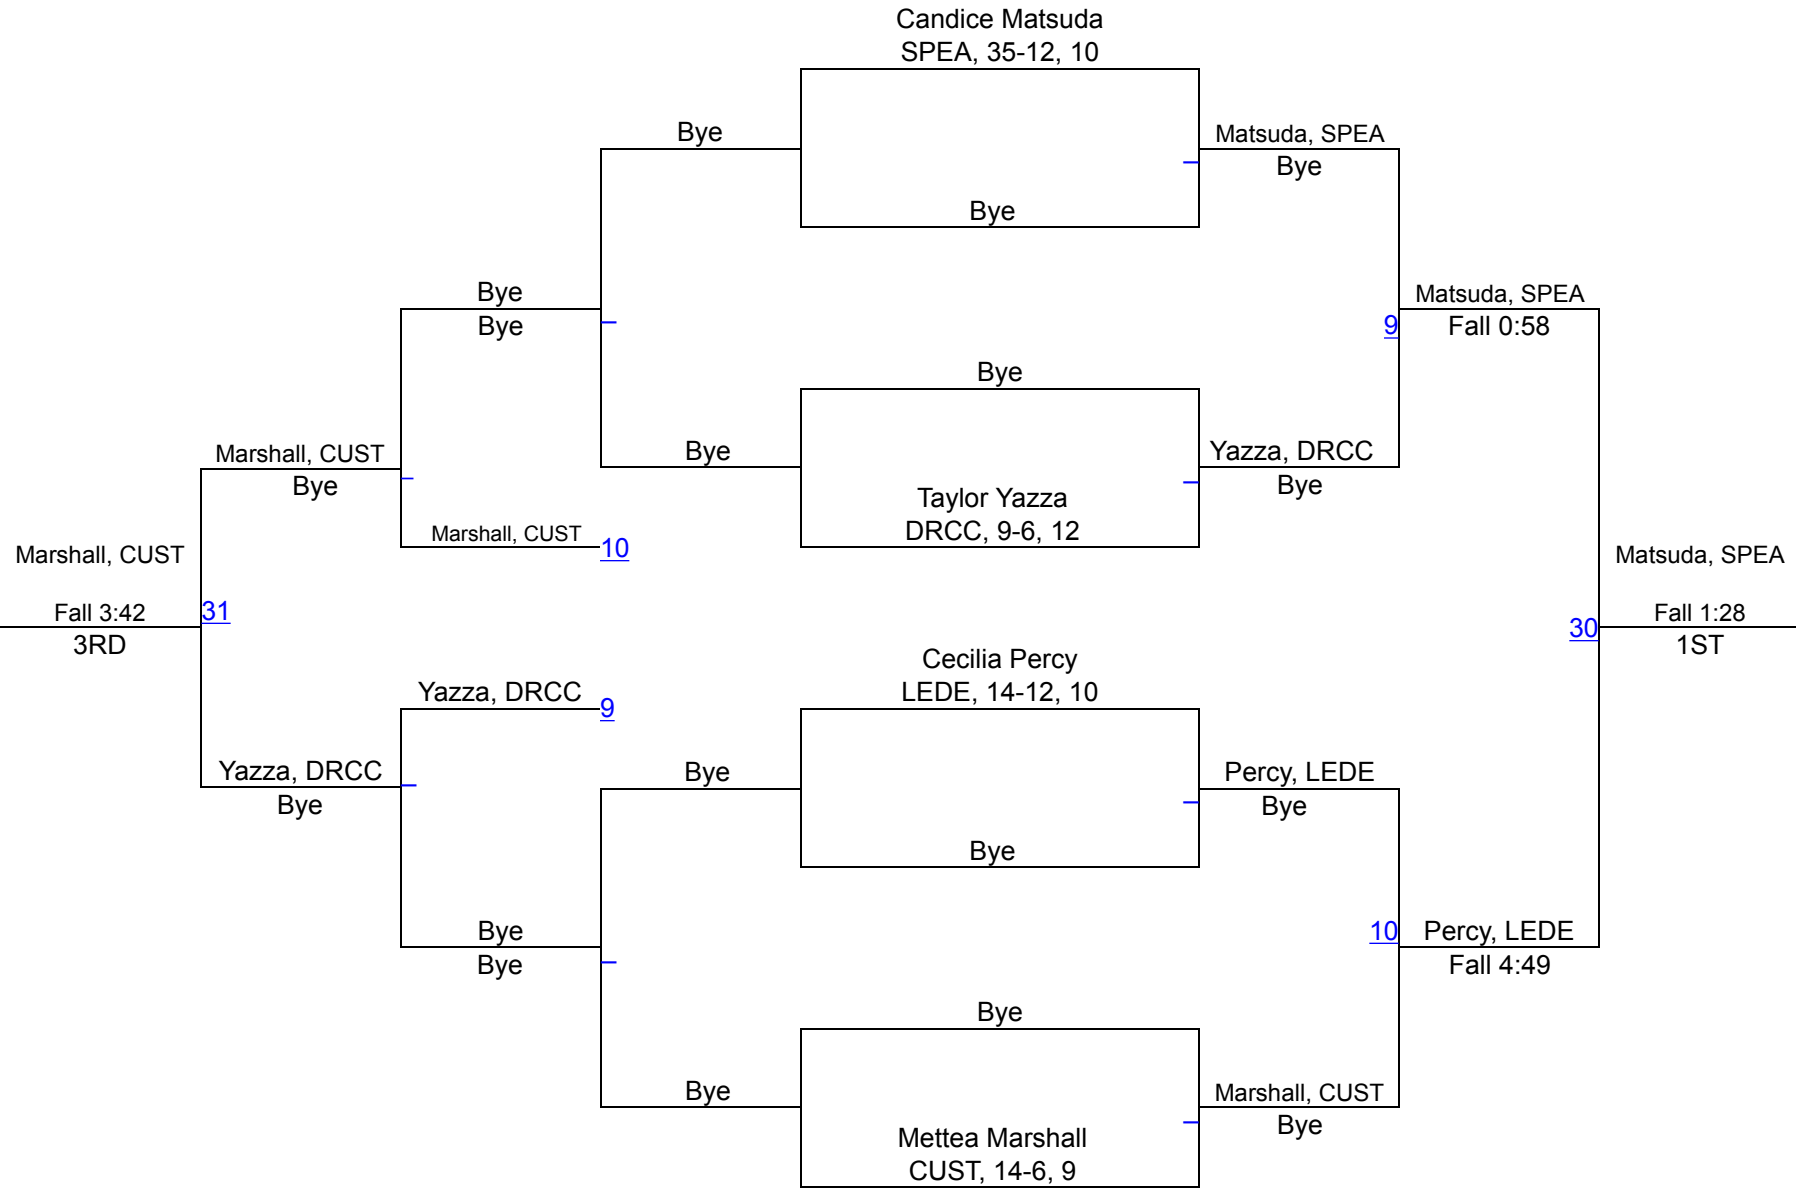 Candice Matsuda
SPEA, 35-12, 10
Bye
Matsuda, SPEA
Bye
Bye
Bye
Bye
Matsuda, SPEA
9
Fall 0:58
Bye
Marshall, CUST
Bye
Bye
Yazza, DRCC
Bye
Taylor Yazza
DRCC, 9-6, 12
Marshall, CUST
10
Marshall, CUST
Matsuda, SPEA
Fall 3:42
31
Fall 1:28
3RD
30
1ST
Cecilia Percy
LEDE, 14-12, 10
Yazza, DRCC
9
Yazza, DRCC
Bye
Bye
Percy, LEDE
Bye
Bye
Bye
Bye
10
Percy, LEDE
Fall 4:49
Bye
Bye
Marshall, CUST
Bye
Mettea Marshall
CUST, 14-6, 9